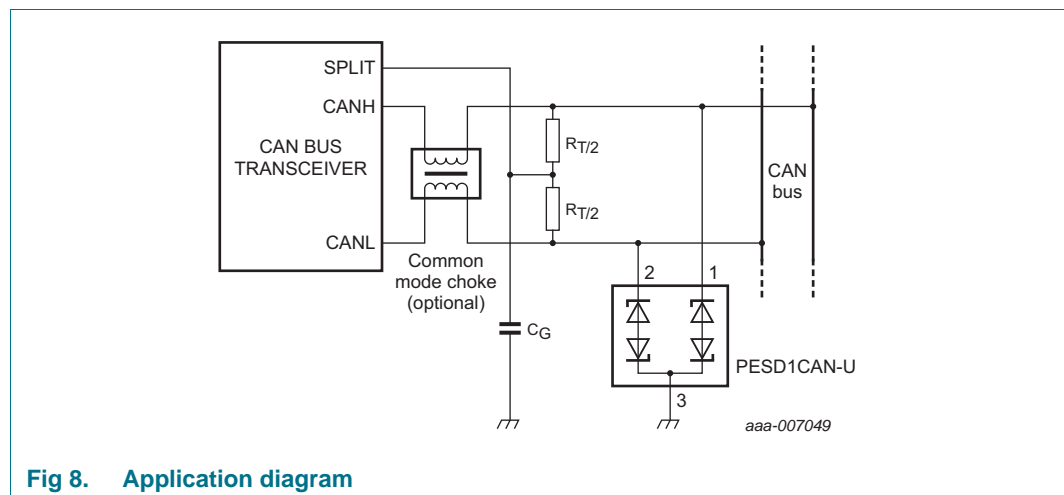 SPLIT
CANH
CAN BUS
TRANSCEIVER
CANL
Common
mode choke
(optional)
RT/2
RT/2
CG
CAN
bus
2
1
3
PESD1CAN-U
aaa-007049
Fig 8. Application diagram